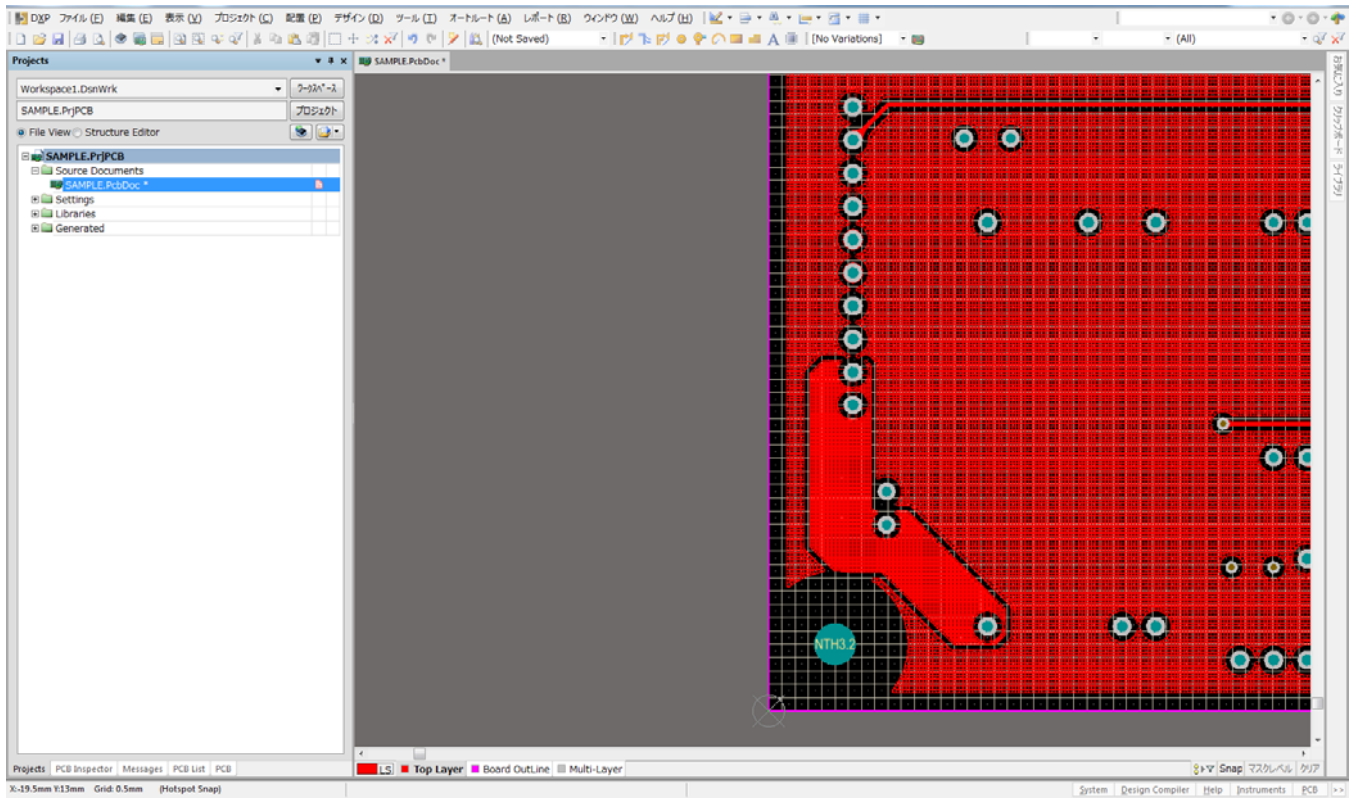 DXP ファイル (F) 編集 (E) 表示 (V) プロジェクト (C) 配置 (P) デザイン (D) ツール (T) オートルート (A) レポート (R) ウィンドウ (W) ヘルプ (H)
(Not Saved) [No Variations] (All)
Projects
SAMPLE.PcbDoc *
Workspace1.DsnWrk ワークスペース
SAMPLE.PrjPCB プロジェクト
File View Structure Editor
SAMPLE.PrjPCB
Source Documents
SAMPLE.PcbDoc *
Settings
Libraries
Generated
お気に入り
クリップボード
ライブラリ
NTH3.2
Projects PCB Inspector Messages PCB List PCB
LS Top Layer Board OutLine Multi-Layer
Snap マスクレベル クリア
X:-19.5mm Y:13mm Grid: 0.5mm (Hotspot Snap)
System Design Compiler Help Instruments PCB >>